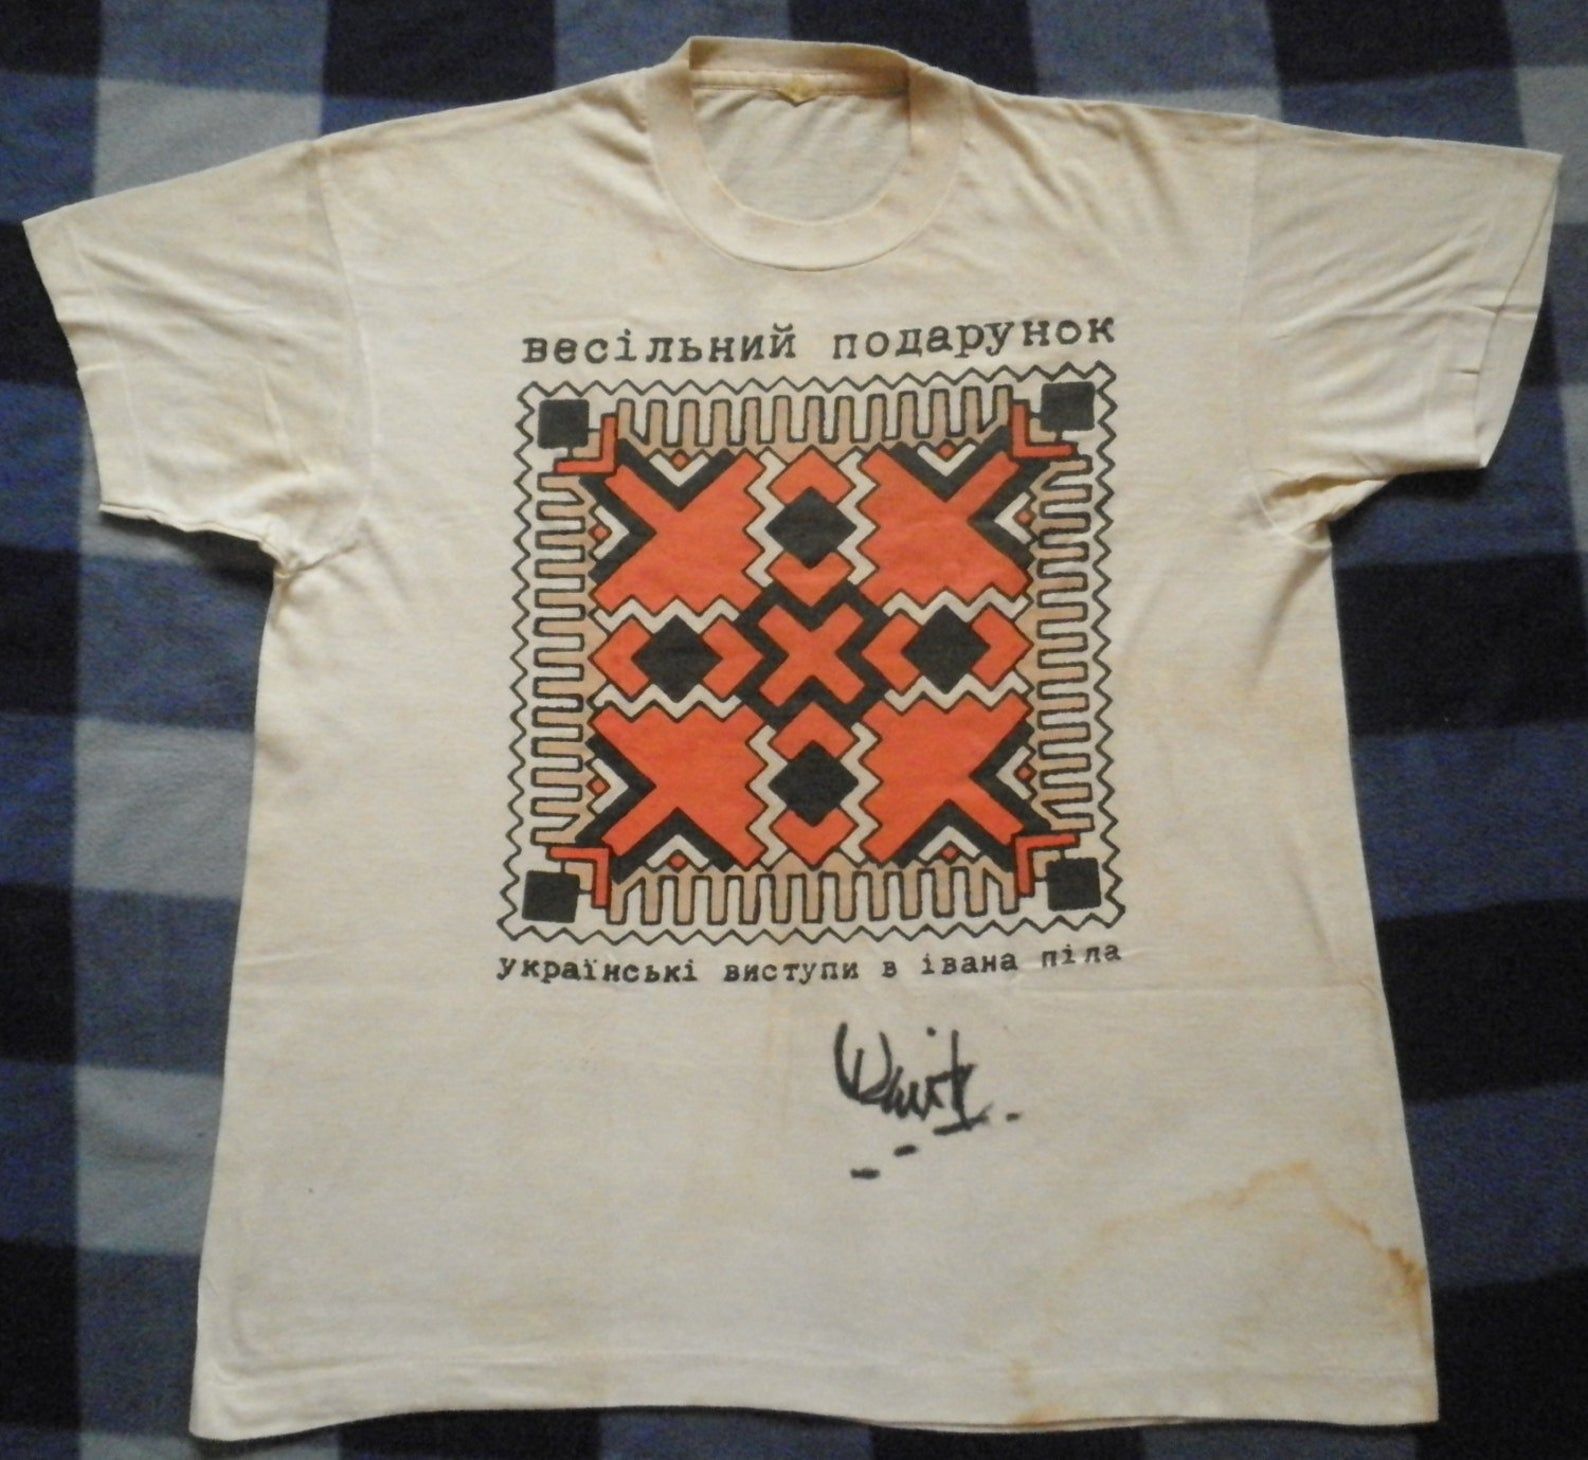 весільний подарунок
українські виступи в івана піла